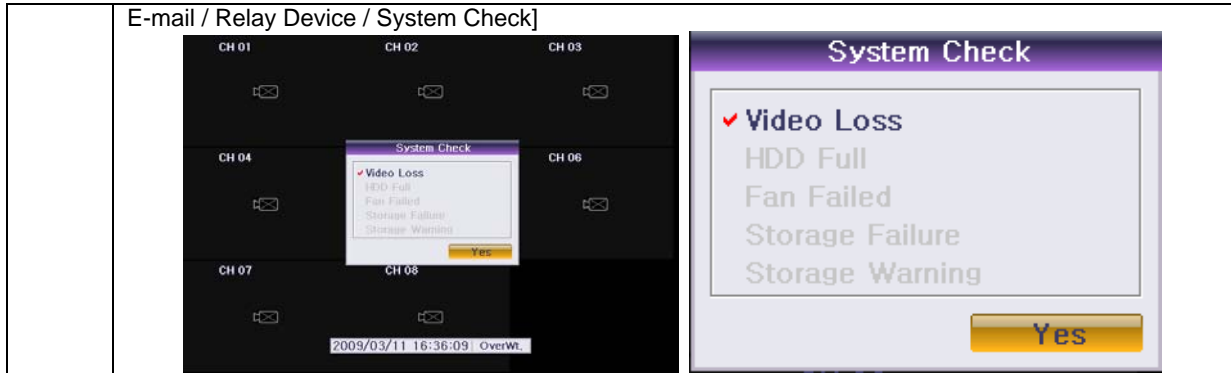 E-mail / Relay Device / System Check]
CH 01 CH 02 CH 03
CH 04 CH 06
System Check
Video Loss
HDD Full
Fan Failed
Storage Failure
Storage Warning
Yes
CH 07 CH 08
2009/03/11 16:36:09 OverWt.
System Check
Video Loss
HDD Full
Fan Failed
Storage Failure
Storage Warning
Yes